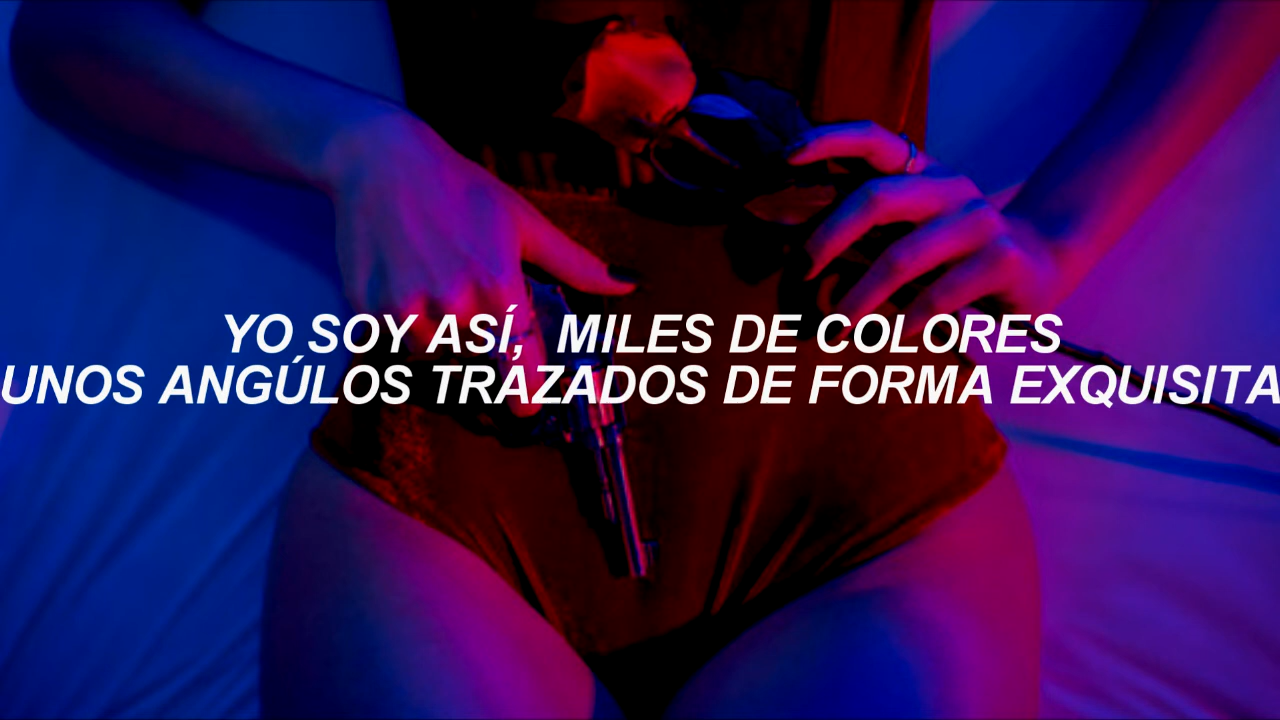 YO SOY ASÍ, MILES DE COLORES
UNOS ANGÚLOS TRAZADOS DE FORMA EXQUISITA